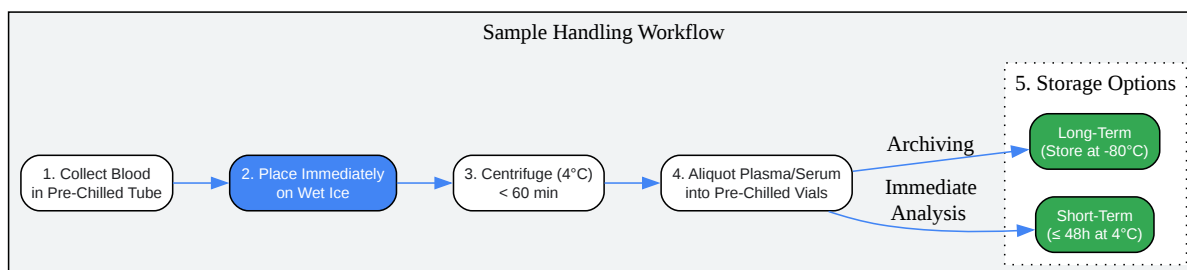 Sample Handling Workflow
5. Storage Options
1. Collect Blood
in Pre-Chilled Tube
2. Place Immediately
on Wet Ice
3. Centrifuge (4°C)
< 60 min
4. Aliquot Plasma/Serum
into Pre-Chilled Vials
Archiving
Long-Term
(Store at -80°C)
Immediate
Analysis
Short-Term
(≤ 48h at 4°C)